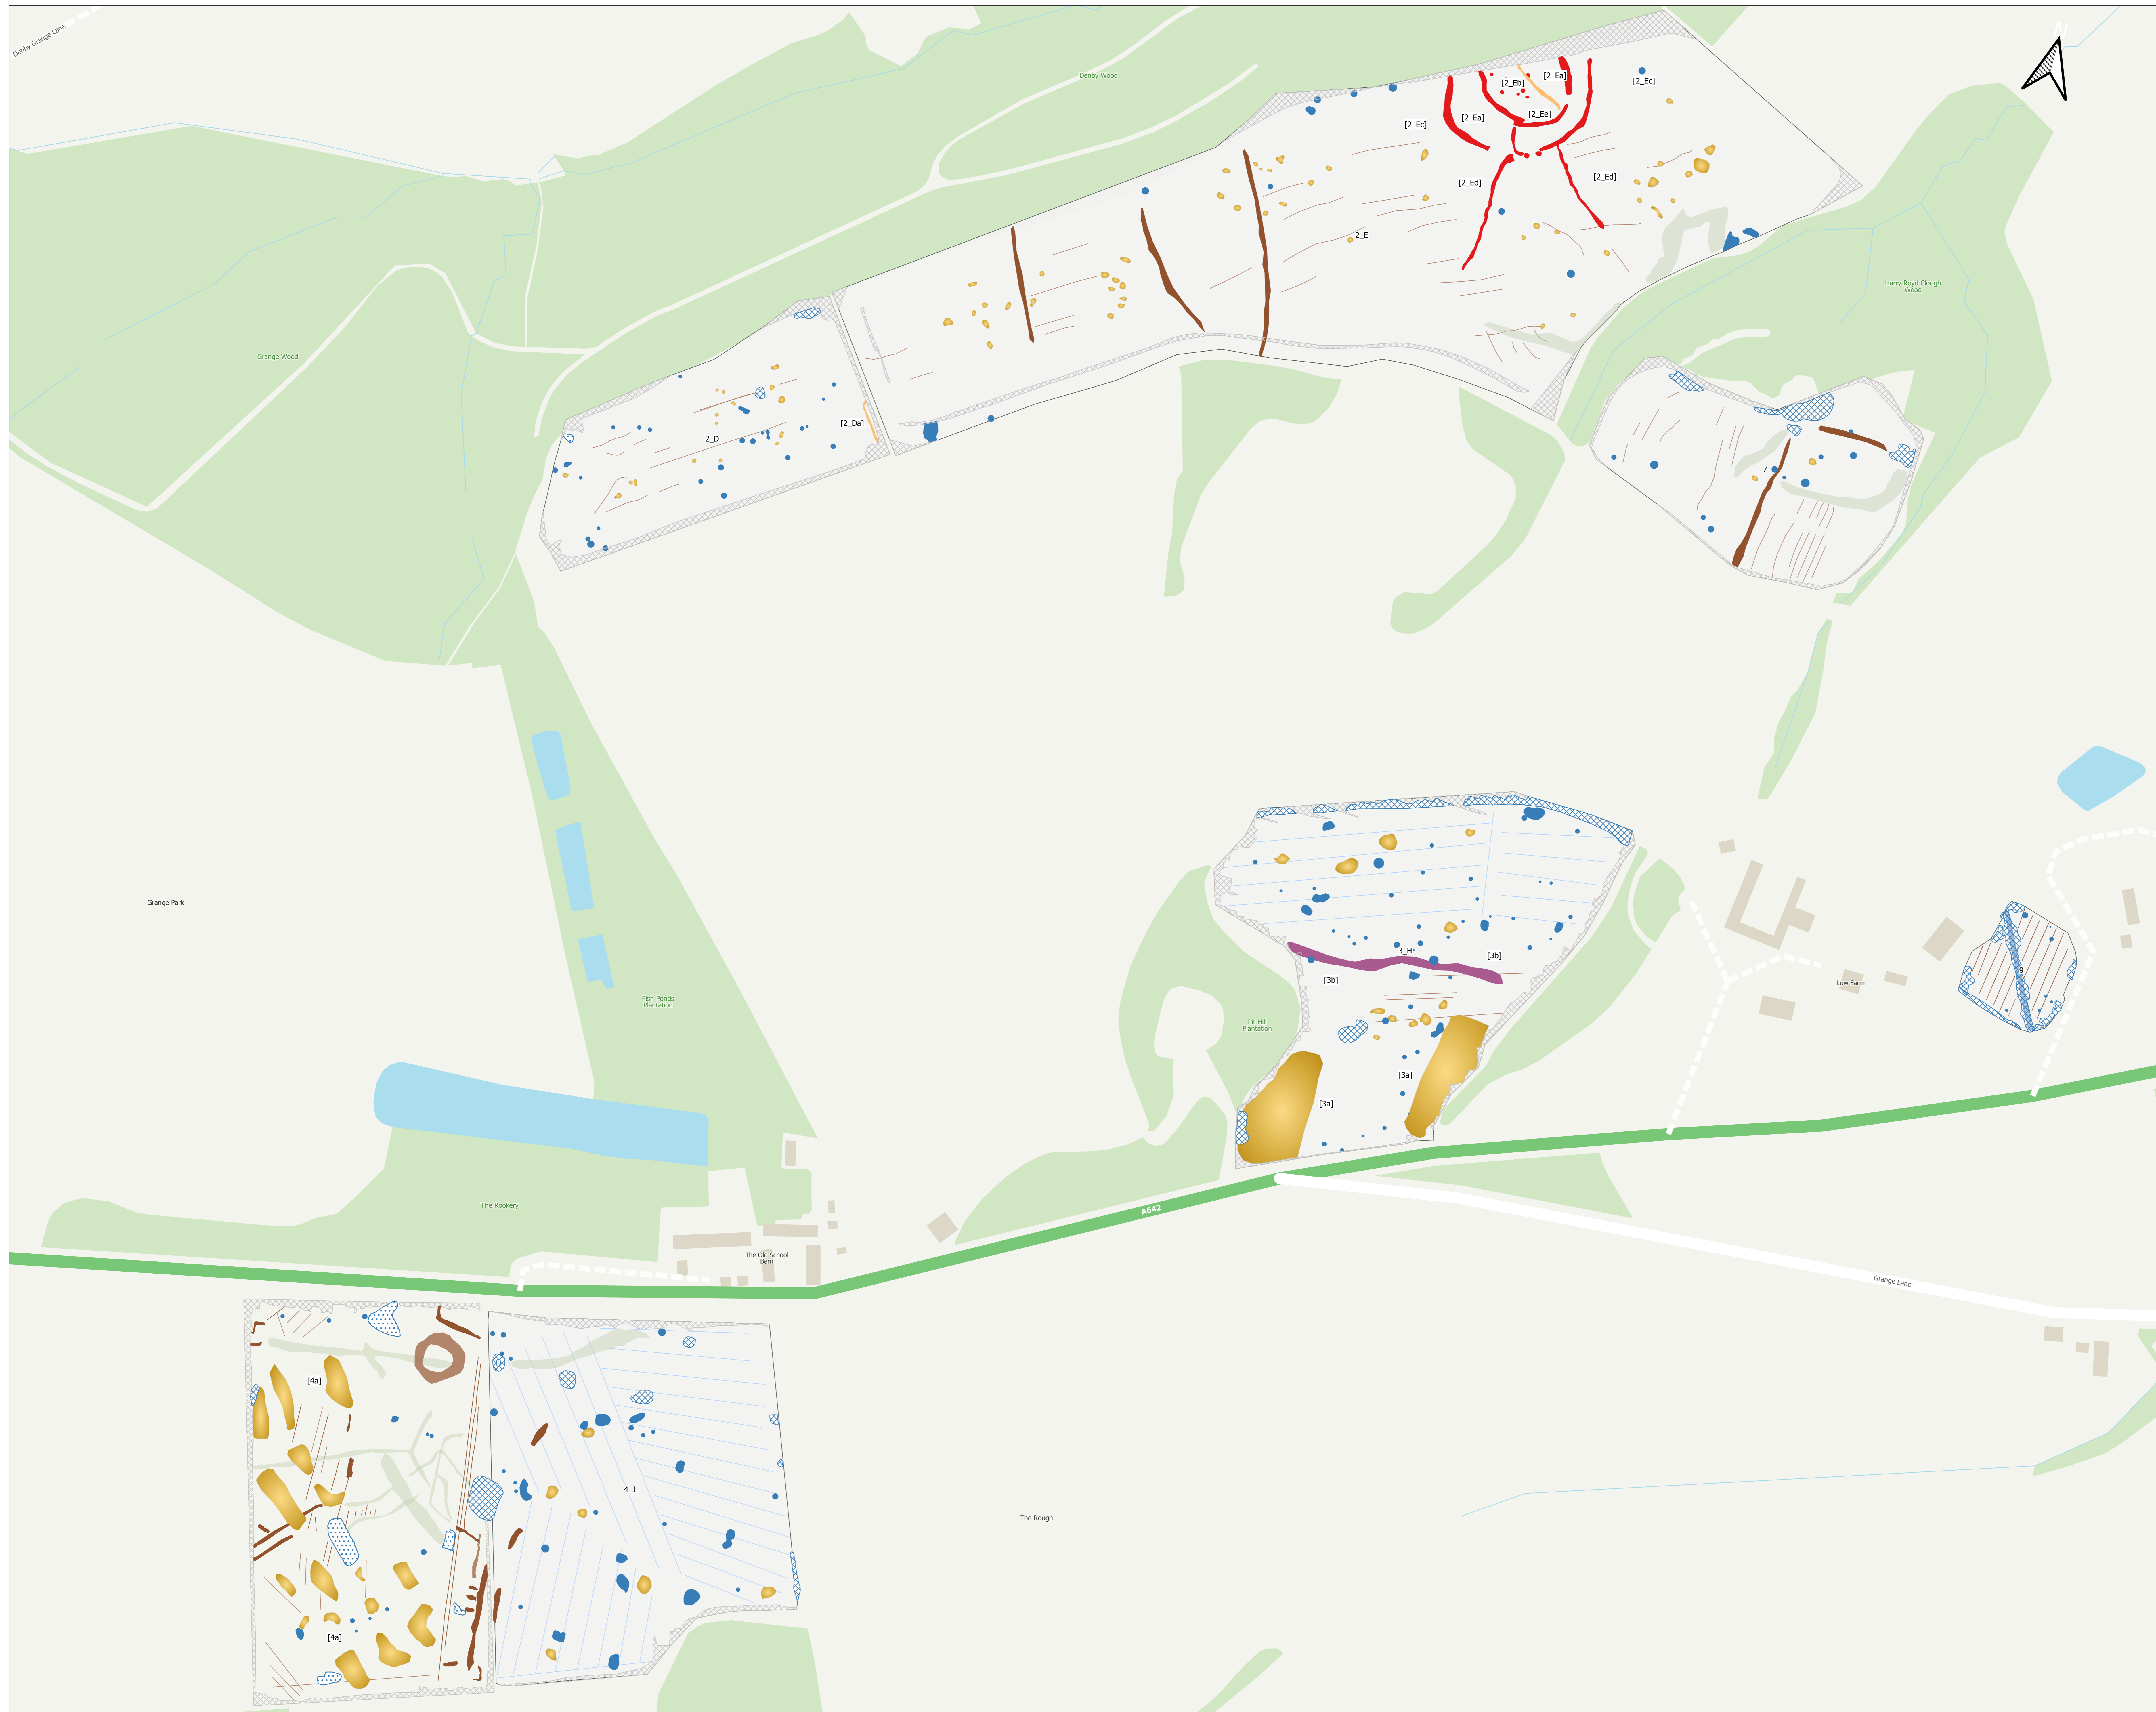 Denby Grange Lane
N
Denby Wood
[2_Eb]
[2_Ea]
[2_Ec]
[2_Ea]
[2_Ee]
[2_Ec]
[2_Ed]
[2_Ed]
2_E
Harry Royd Clough
Wood
Grange Wood
[2_Da]
2_D
7
Grange Park
3_H
[3b]
[3b]
9
Low Farm
Fish Ponds
Plantation
Pit Hill
Plantation
[3a]
[3a]
The Rookery
A642
The Old School
Barn
Grange Lane
[4a]
4_J
The Rough
[4a]